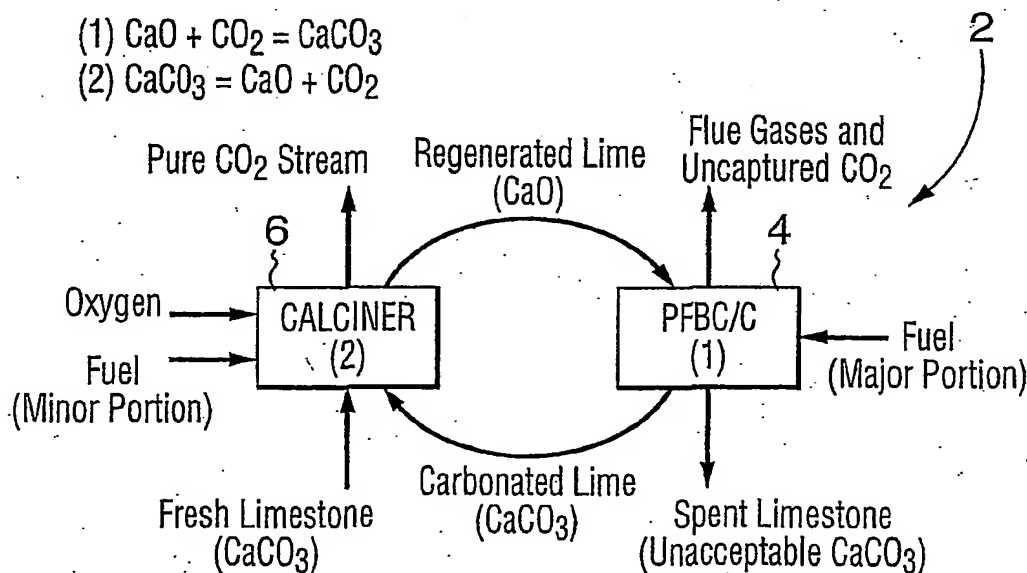 (1) CaO + CO2 = CaCO3
(2) CaCO3 = CaO + CO2
2
Pure CO2 Stream
Regenerated Lime
(CaO)
Flue Gases and
Uncaptured CO2
6
4
Oxygen
CALCINER
(2)
PFBC/C
(1)
Fuel
(Minor Portion)
Fuel
(Major Portion)
Fresh Limestone
(CaCO3)
Carbonated Lime
(CaCO3)
Spent Limestone
(Unacceptable CaCO3)